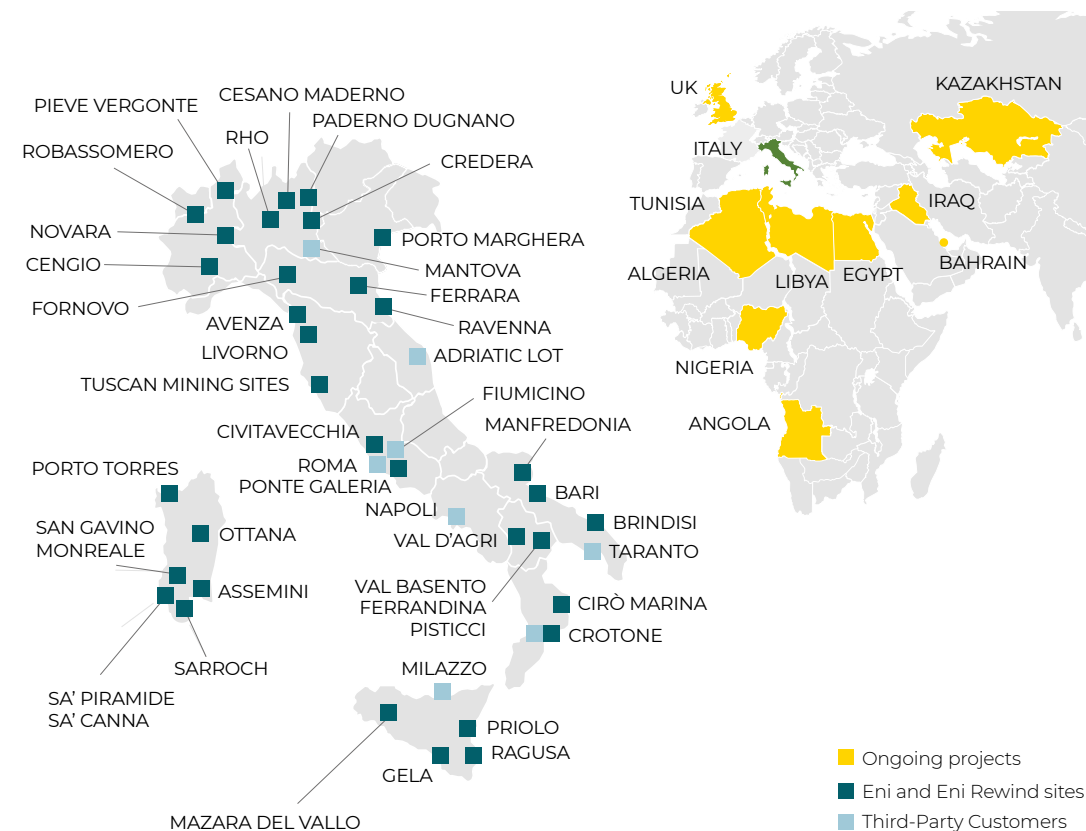 PIEVE VERGONTE
CESANO MADERNO
RHO
PADERNO DUGNANO
ROBASSOMERO
CREDERA
NOVARA
PORTO MARGHERA
CENGIO
MANTOVA
FORNOVO
FERRARA
AVENZA
RAVENNA
LIVORNO
ADRIATIC LOT
TUSCAN MINING SITES
FIUMICINO
CIVITAVECCHIA
MANFREDONIA
ROMA
PONTE GALERIA
PORTO TORRES
NAPOLI
BARI
SAN GAVINO
MONREALE
OTTANA
VAL D'AGRI
BRINDISI
TARANTO
ASSEMINI
VAL BASENTO
FERRANDINA
PISTICCI
CIRÒ MARINA
CROTONE
SARROCH
MILAZZO
SA' PIRAMIDE
SA' CANNA
PRIOLO
RAGUSA
GELA
MAZARA DEL VALLO
UK
KAZAKHSTAN
ITALY
TUNISIA
IRAQ
ALGERIA
LIBYA
EGYPT
BAHRAIN
NIGERIA
ANGOLA
Ongoing projects
Eni and Eni Rewind sites
Third-Party Customers